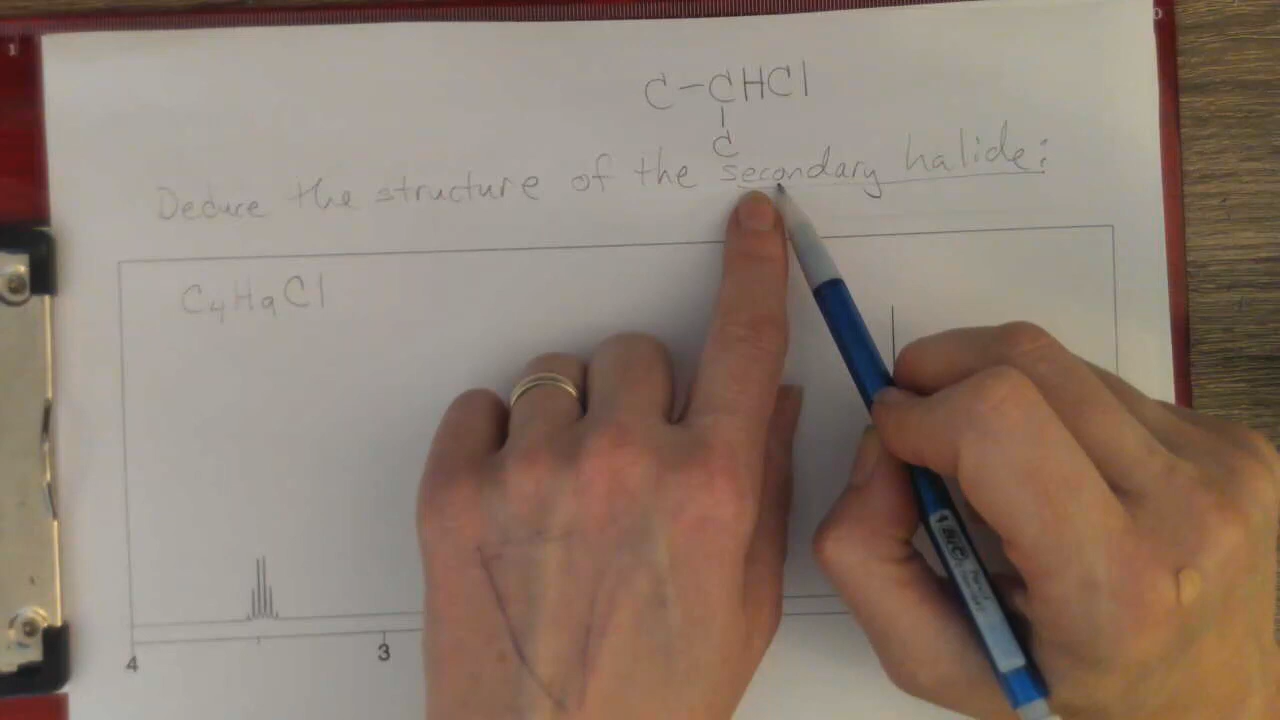 C-CHCl
C
Deduce the structure of the secondary halide:
C4H9Cl
4 3
BIC